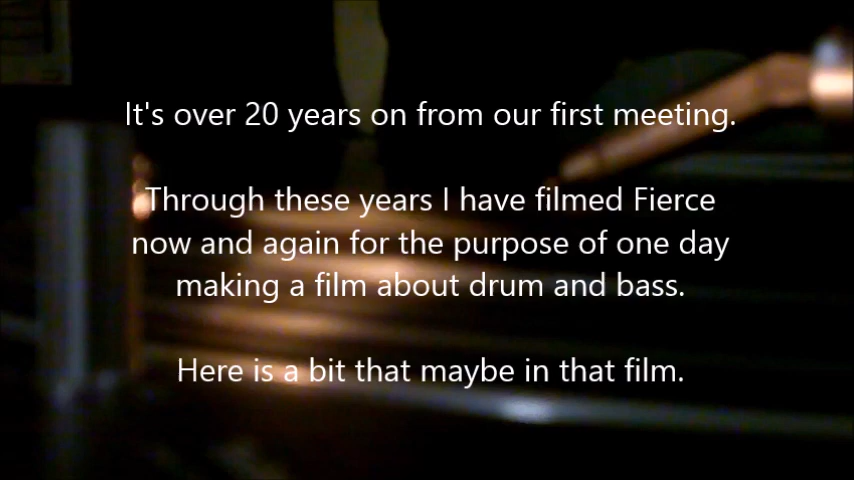 It's over 20 years on from our first meeting.
Through these years I have filmed Fierce
now and again for the purpose of one day
making a film about drum and bass.
Here is a bit that maybe in that film.